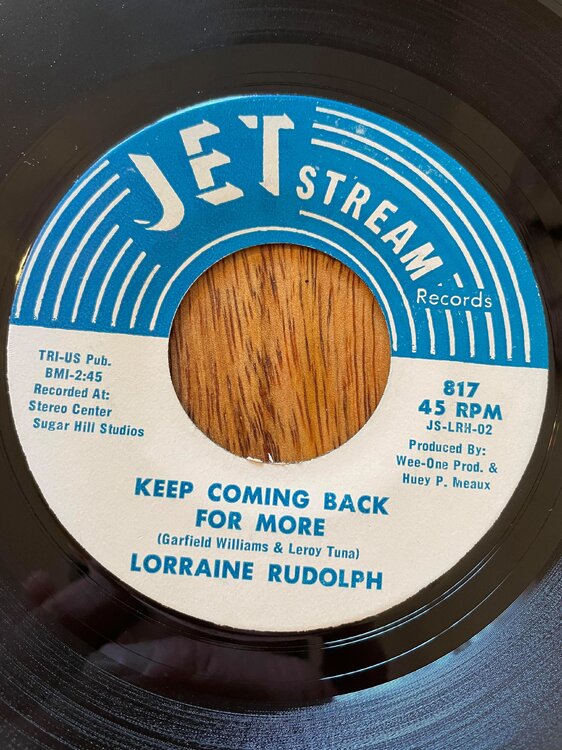 JET STREAM
Records
TRI-US Pub.
BMI-2:45
Recorded At:
Stereo Center
Sugar Hill Studios
817
45 RPM
JS-LRH-02
Produced By:
Wee-One Prod. &
Huey P. Meaux
KEEP COMING BACK
FOR MORE
(Garfield Williams & Leroy Tuna)
LORRAINE RUDOLPH